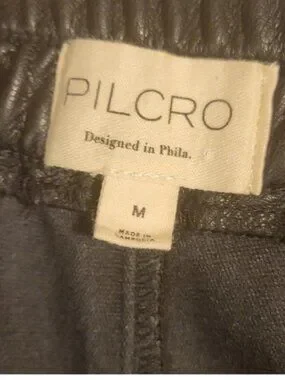 PILCRO
Designed in Phila.
M
MADE IN
CAMBODIA